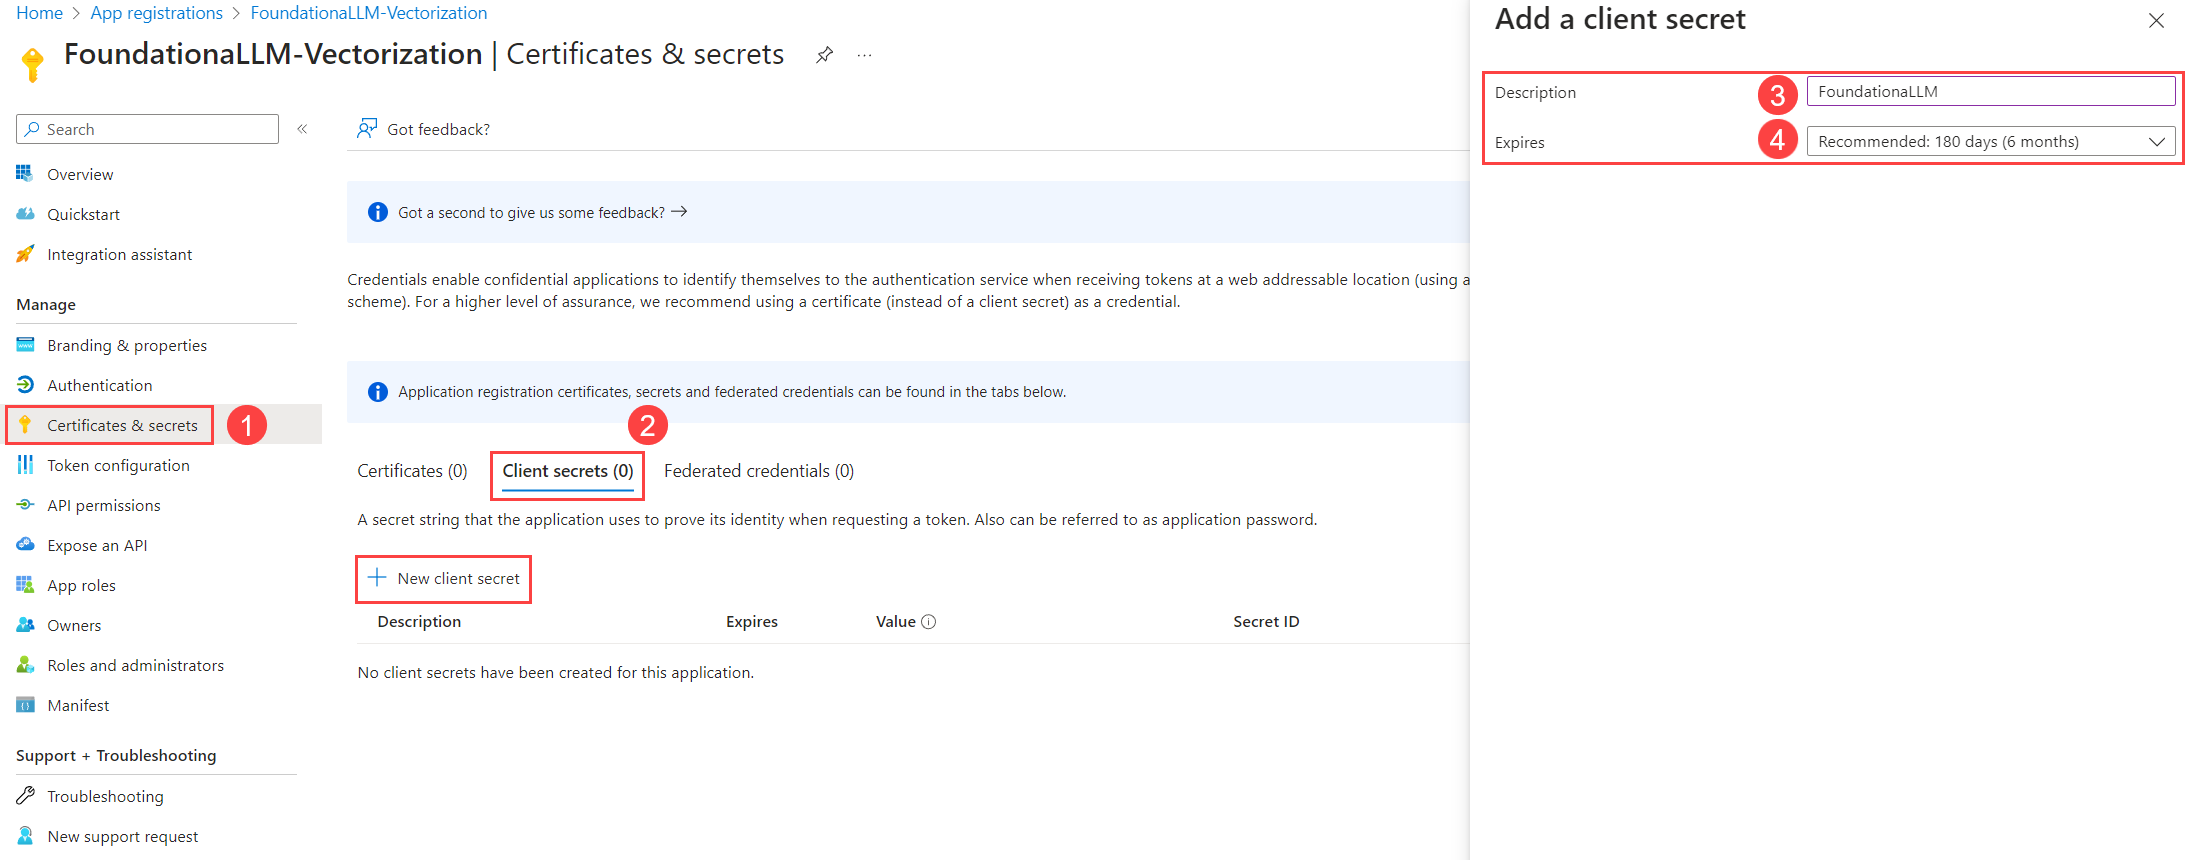 Home > App registrations > FoundationaLLM-Vectorization
FoundationaLLM-Vectorization | Certificates & secrets
Search
Overview
Quickstart
Integration assistant
Manage
Branding & properties
Authentication
Certificates & secrets
1
Token configuration
API permissions
Expose an API
App roles
Owners
Roles and administrators
Manifest
Support + Troubleshooting
Troubleshooting
New support request
Got feedback?
Got a second to give us some feedback?
Credentials enable confidential applications to identify themselves to the authentication service when receiving tokens at a web addressable location (using a
scheme). For a higher level of assurance, we recommend using a certificate (instead of a client secret) as a credential.
Application registration certificates, secrets and federated credentials can be found in the tabs below.
2
Certificates (0) Client secrets (0) Federated credentials (0)
A secret string that the application uses to prove its identity when requesting a token. Also can be referred to as application password.
New client secret
Description Expires Value Secret ID
No client secrets have been created for this application.
Add a client secret
Description 3 FoundationaLLM
Expires 4 Recommended: 180 days (6 months)